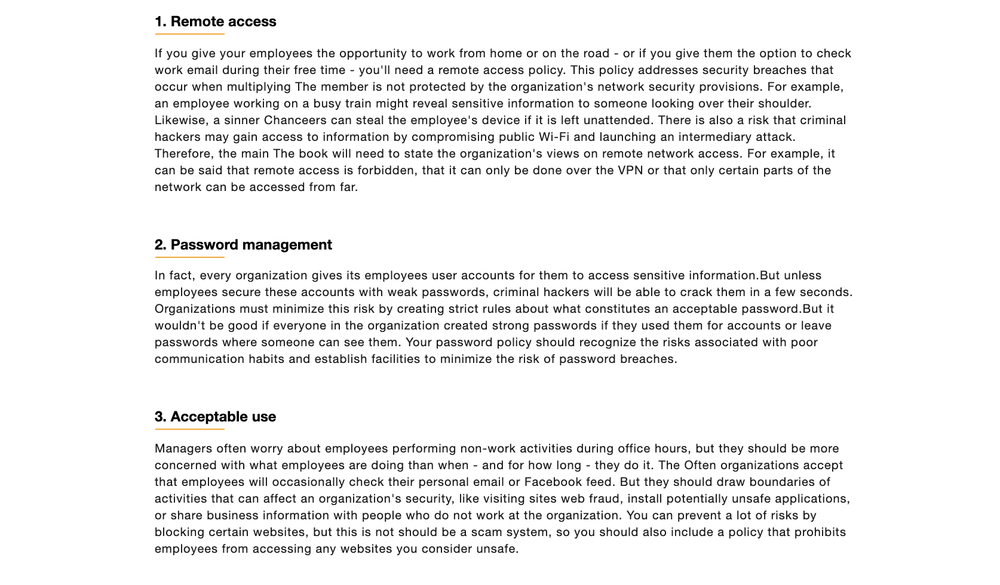 1. Remote access
If you give your employees the opportunity to work from home or on the road - or if you give them the option to check
work email during their free time - you'll need a remote access policy. This policy addresses security breaches that
occur when multiplying The member is not protected by the organization's network security provisions. For example,
an employee working on a busy train might reveal sensitive information to someone looking over their shoulder.
Likewise, a sinner Chanceers can steal the employee's device if it is left unattended. There is also a risk that criminal
hackers may gain access to information by compromising public Wi-Fi and launching an intermediary attack.
Therefore, the main The book will need to state the organization's views on remote network access. For example, it
can be said that remote access is forbidden, that it can only be done over the VPN or that only certain parts of the
network can be accessed from far.
2. Password management
In fact, every organization gives its employees user accounts for them to access sensitive information.But unless
employees secure these accounts with weak passwords, criminal hackers will be able to crack them in a few seconds.
Organizations must minimize this risk by creating strict rules about what constitutes an acceptable password.But it
wouldn't be good if everyone in the organization created strong passwords if they used them for accounts or leave
passwords where someone can see them. Your password policy should recognize the risks associated with poor
communication habits and establish facilities to minimize the risk of password breaches.
3. Acceptable use
Managers often worry about employees performing non-work activities during office hours, but they should be more
concerned with what employees are doing than when - and for how long - they do it. The Often organizations accept
that employees will occasionally check their personal email or Facebook feed. But they should draw boundaries of
activities that can affect an organization's security, like visiting sites web fraud, install potentially unsafe applications,
or share business information with people who do not work at the organization. You can prevent a lot of risks by
blocking certain websites, but this is not should be a scam system, so you should also include a policy that prohibits
employees from accessing any websites you consider unsafe.